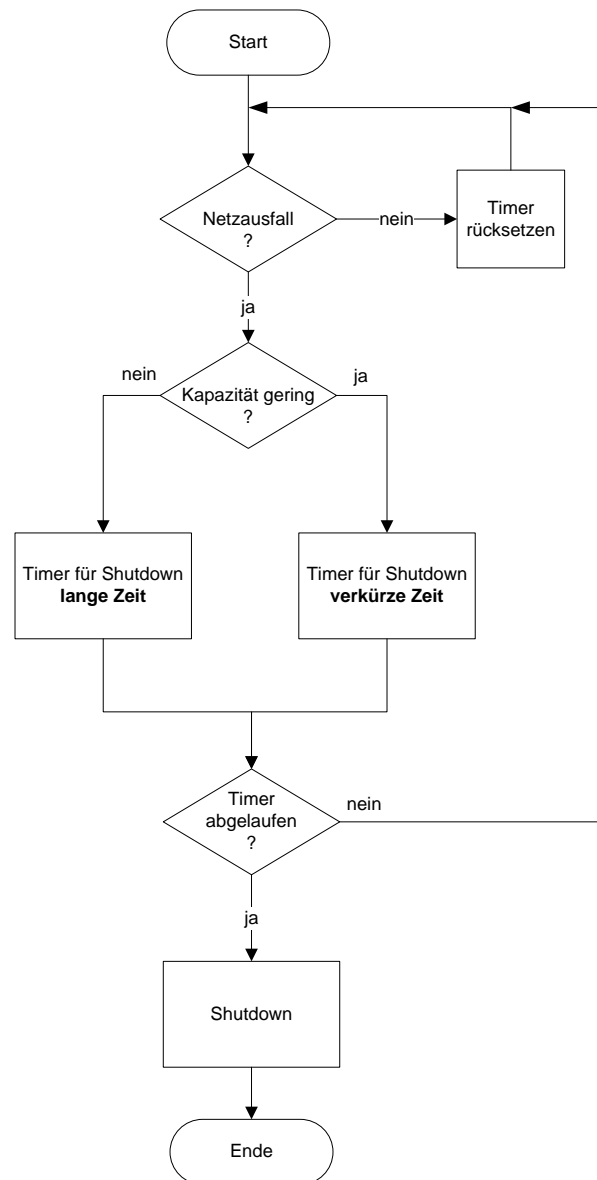 Start
Netzausfall
?
nein
Timer
rücksetzen
ja
nein
Kapazität gering
?
ja
Timer für Shutdown
lange Zeit
Timer für Shutdown
verkürze Zeit
Timer
abgelaufen
?
nein
ja
Shutdown
Ende